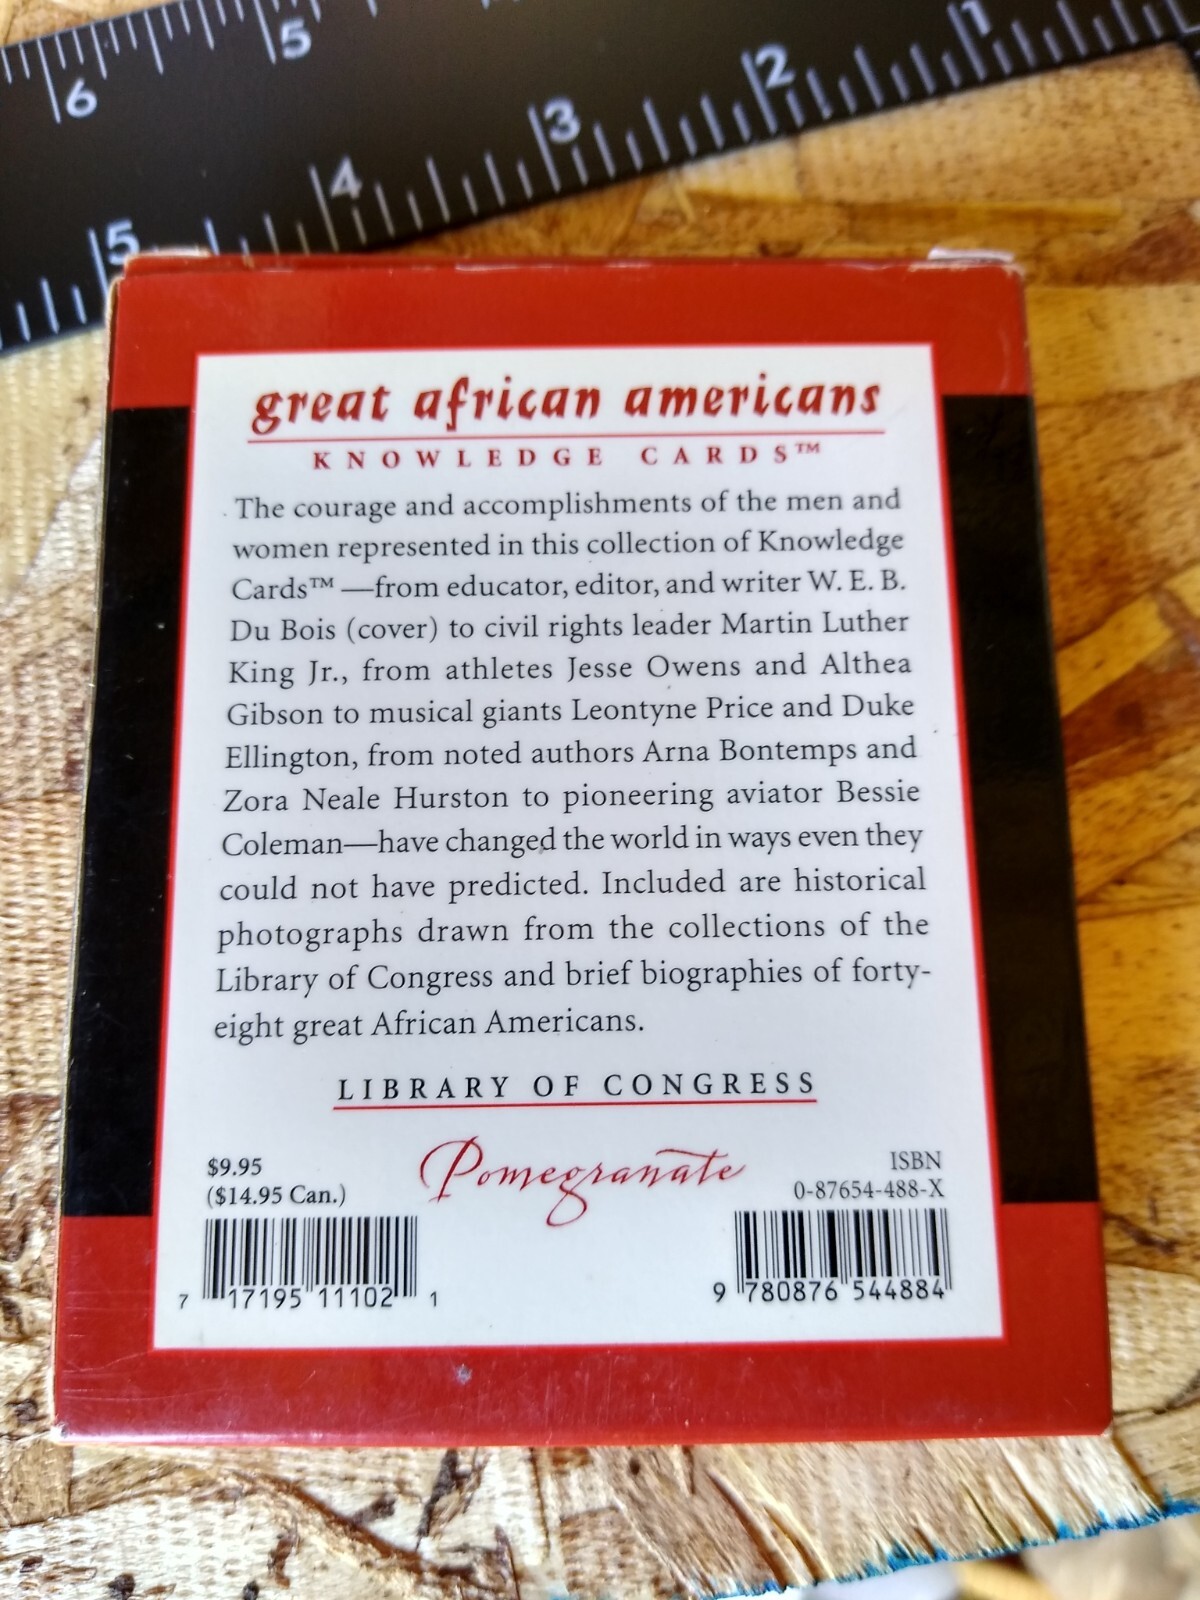 5
1
6
2
3
4
5
great african americans
KNOWLEDGE CARDS™
The courage and accomplishments of the men and
women represented in this collection of Knowledge
Cards™—from educator, editor, and writer W. E. B.
Du Bois (cover) to civil rights leader Martin Luther
King Jr., from athletes Jesse Owens and Althea
Gibson to musical giants Leontyne Price and Duke
Ellington, from noted authors Arna Bontemps and
Zora Neale Hurston to pioneering aviator Bessie
Coleman—have changed the world in ways even they
could not have predicted. Included are historical
photographs drawn from the collections of the
Library of Congress and brief biographies of forty-
eight great African Americans.
LIBRARY OF CONGRESS
$9.95
($14.95 Can.)
Pomegranate
ISBN
0-87654-488-X
7 17195 11102 1
9 780876 544884